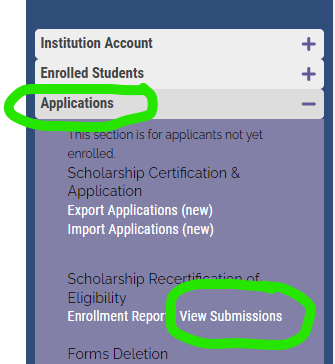 Institution Account +
Enrolled Students +
Applications −
This section is for applicants not yet
enrolled.
Scholarship Certification &
Application
Export Applications (new)
Import Applications (new)
Scholarship Recertification of
Eligibility
Enrollment Report View Submissions
Forms Deletion